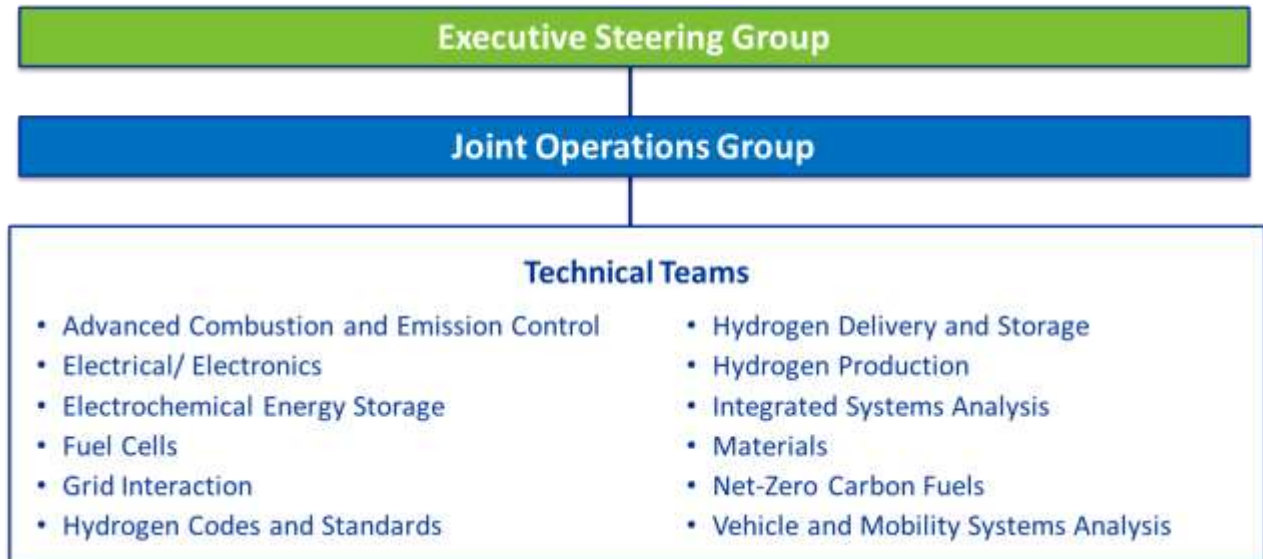 Executive Steering Group
Joint Operations Group
Technical Teams
• Advanced Combustion and Emission Control
• Electrical/ Electronics
• Electrochemical Energy Storage
• Fuel Cells
• Grid Interaction
• Hydrogen Codes and Standards
• Hydrogen Delivery and Storage
• Hydrogen Production
• Integrated Systems Analysis
• Materials
• Net-Zero Carbon Fuels
• Vehicle and Mobility Systems Analysis